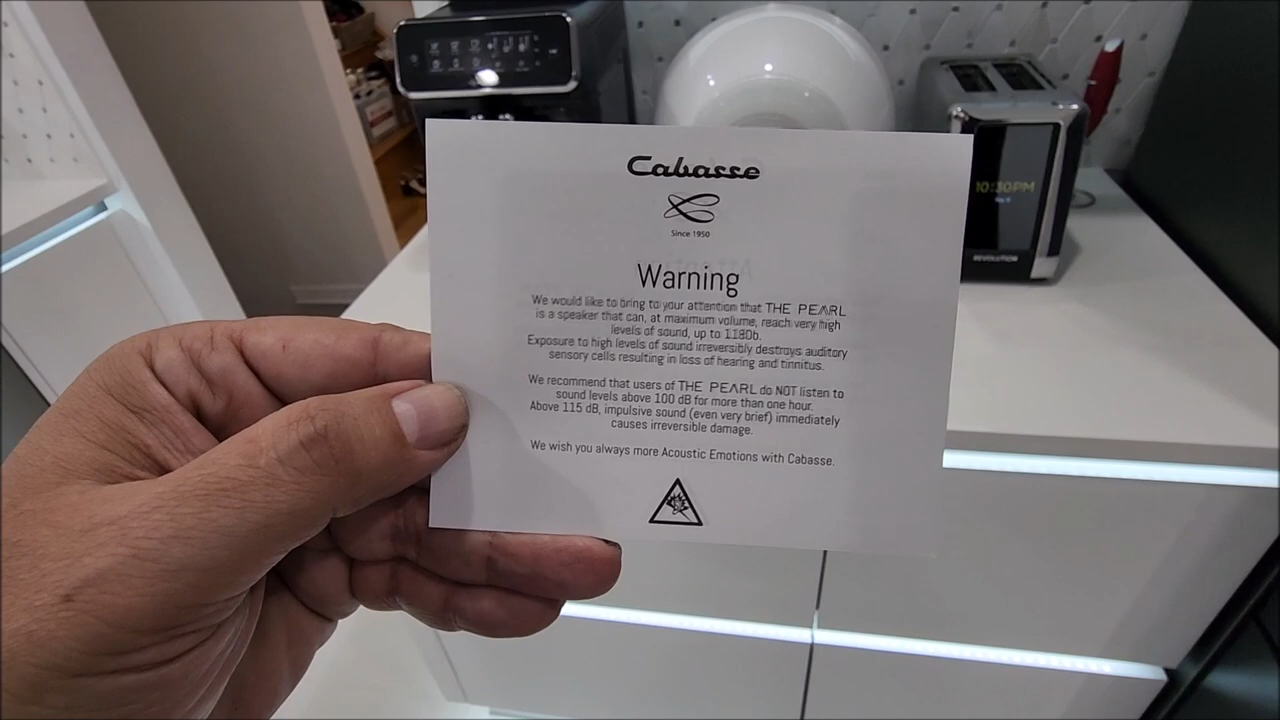 Cabasse
Since 1950
Warning
We would like to bring to your attention that THE PEARL
is a speaker that can, at maximum volume, reach very high
levels of sound, up to 118Db.
Exposure to high levels of sound irreversibly destroys auditory
sensory cells resulting in loss of hearing and tinnitus.
We recommend that users of THE PEARL do NOT listen to
sound levels above 100 dB for more than one hour.
Above 115 dB, impulsive sound (even very brief) immediately
causes irreversible damage.
We wish you always more Acoustic Emotions with Cabasse.
10:30PM
REVOLUTION